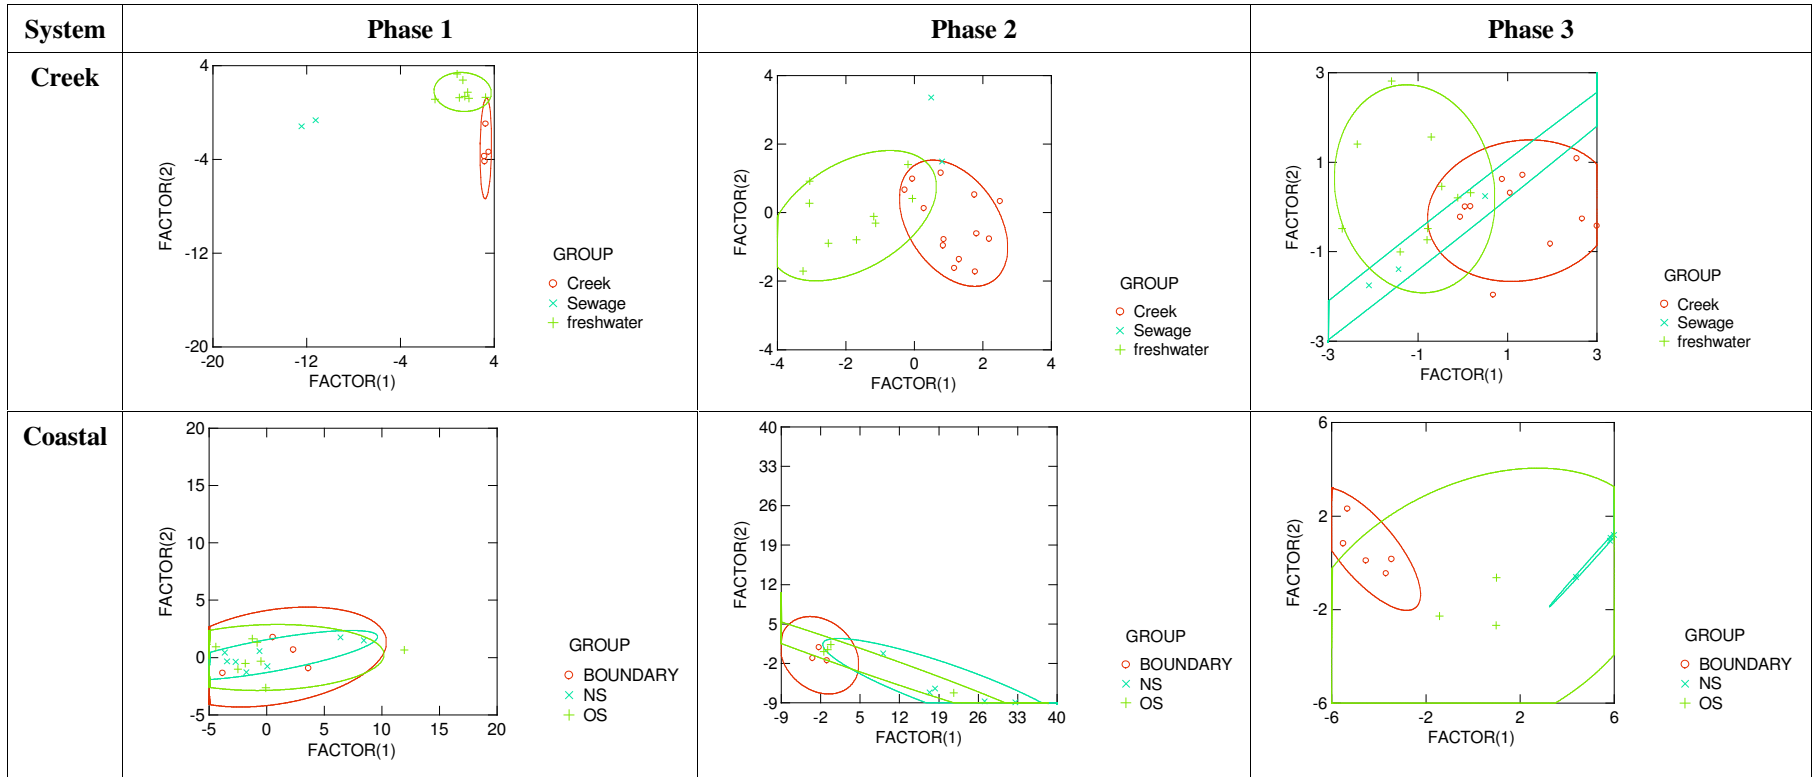 System Phase 1 Phase 2 Phase 3
Creek
4
-4
-12
-20
FACTOR(2)
-20 -12 -4 4
FACTOR(1)
GROUP
Creek
Sewage
freshwater
4
2
0
-2
-4
FACTOR(2)
-4 -2 0 2 4
FACTOR(1)
GROUP
Creek
Sewage
freshwater
3
1
-1
-3
FACTOR(2)
-3 -1 1 3
FACTOR(1)
GROUP
Creek
Sewage
freshwater
Coastal
20
15
10
5
0
-5
FACTOR(2)
-5 0 5 10 15 20
FACTOR(1)
GROUP
BOUNDARY
NS
OS
40
33
26
19
12
5
-2
-9
FACTOR(2)
-9 -2 5 12 19 26 33 40
FACTOR(1)
GROUP
BOUNDARY
NS
OS
6
2
-2
-6
FACTOR(2)
-6 -2 2 6
FACTOR(1)
GROUP
BOUNDARY
NS
OS